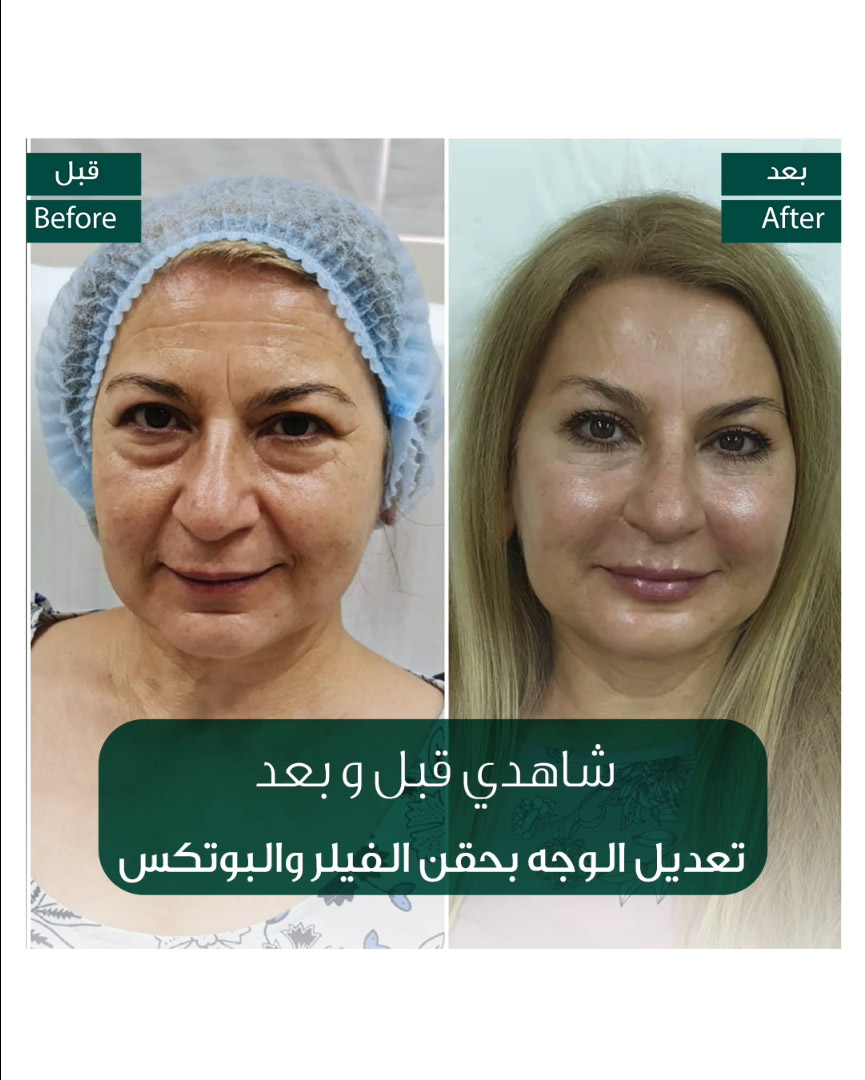 قبل
Before
بعد
After
شاهدي قبل و بعد
تعديل الوجه بحقن الفيلر والبوتكس